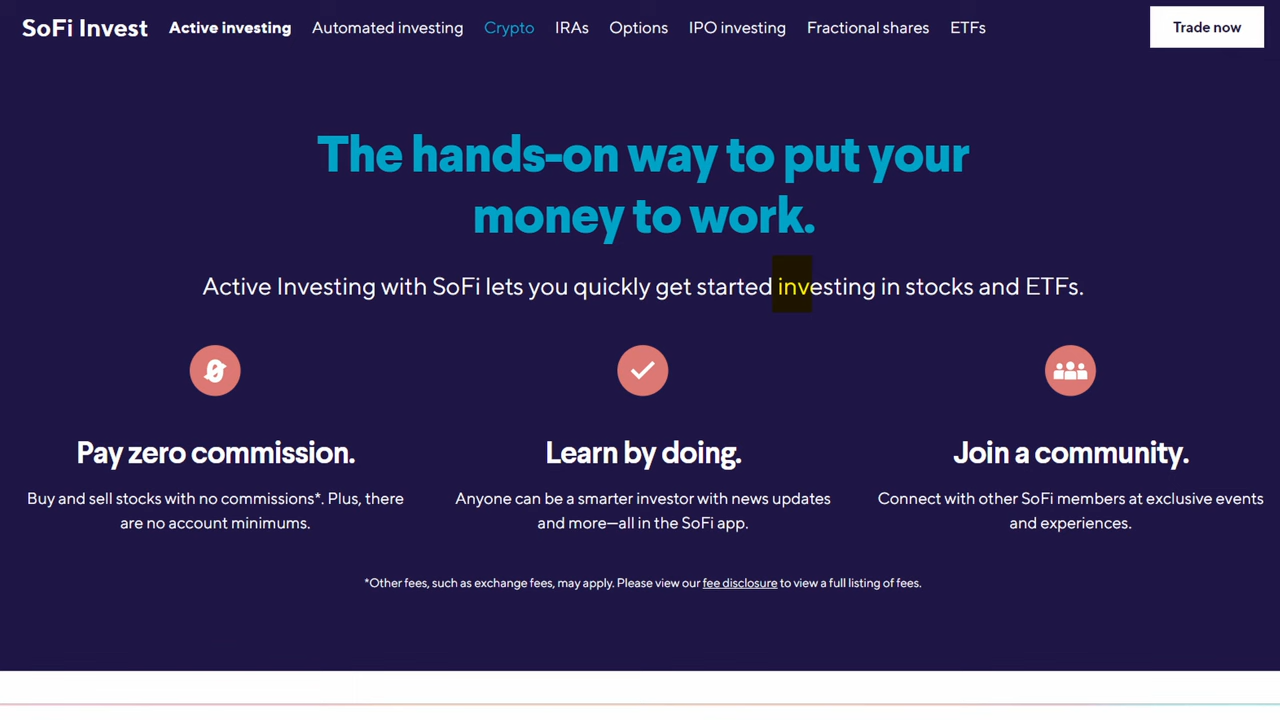 SoFi Invest Active investing Automated investing Crypto IRAs Options IPO investing Fractional shares ETFs Trade now
The hands-on way to put your
money to work.
Active Investing with SoFi lets you quickly get started investing in stocks and ETFs.
Pay zero commission.
Buy and sell stocks with no commissions*. Plus, there
are no account minimums.
Learn by doing.
Anyone can be a smarter investor with news updates
and more—all in the SoFi app.
Join a community.
Connect with other SoFi members at exclusive events
and experiences.
*Other fees, such as exchange fees, may apply. Please view our fee disclosure to view a full listing of fees.